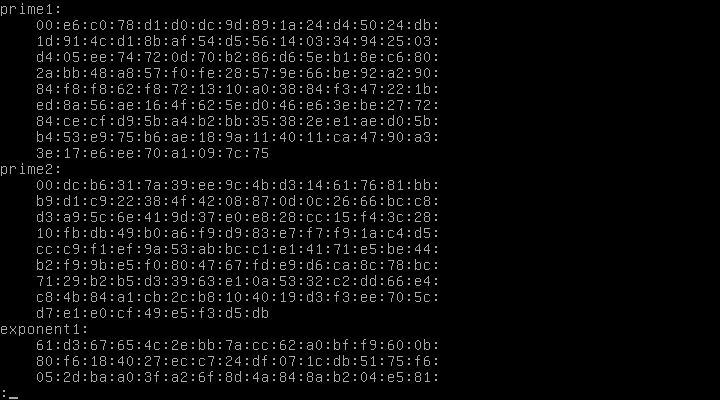 prime1:
00:e6:c0:78:d1:d0:dc:9d:89:1a:24:d4:50:24:db:
1d:91:4c:d1:8b:af:54:d5:56:14:03:34:94:25:03:
d4:05:ee:74:72:0d:70:b2:86:d6:5e:b1:8e:c6:80:
2a:bb:48:a8:57:f0:fe:28:57:9e:66:be:92:a2:90:
84:f8:f8:62:f8:72:13:10:a0:38:84:f3:47:22:1b:
ed:8a:56:ae:16:4f:62:5e:d0:46:e6:3e:be:27:72:
84:ce:cf:d9:5b:a4:b2:bb:35:38:2e:e1:ae:d0:5b:
b4:53:e9:75:b6:ae:18:9a:11:40:11:ca:47:90:a3:
3e:17:e6:ee:70:a1:09:7c:75
prime2:
00:dc:b6:31:7a:39:ee:9c:4b:d3:14:61:76:81:bb:
b9:d1:c9:22:38:4f:42:08:87:0d:0c:26:66:bc:c8:
d3:a9:5c:6e:41:9d:37:e0:e8:28:cc:15:f4:3c:28:
10:fb:db:49:b0:a6:f9:d9:83:e7:f7:f9:1a:c4:d5:
cc:c9:f1:ef:9a:53:ab:bc:c1:e1:41:71:e5:be:44:
b2:f9:9b:e5:f0:80:47:67:fd:e9:d6:ca:8c:78:bc:
71:29:b2:b5:d3:39:63:e1:0a:53:32:c2:dd:66:e4:
c8:4b:84:a1:cb:2c:b8:10:40:19:d3:f3:ee:70:5c:
d7:e1:e0:cf:49:e5:f3:d5:db
exponent1:
61:d3:67:65:4c:2e:bb:7a:cc:62:a0:bf:f9:60:0b:
80:f6:18:40:27:ec:c7:24:df:07:1c:db:51:75:f6:
05:2d:ba:a0:3f:a2:6f:8d:4a:84:8a:b2:04:e5:81:
: